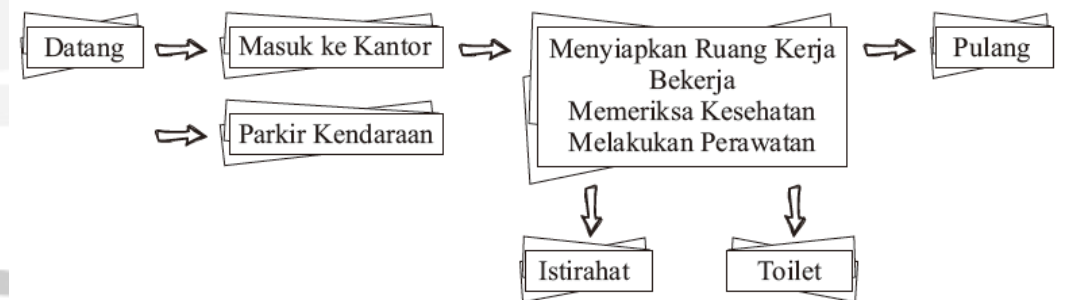 Datang
Masuk ke Kantor
Menyiapkan Ruang Kerja
Bekerja
Memeriksa Kesehatan
Melakukan Perawatan
Pulang
Parkir Kendaraan
Istirahat
Toilet